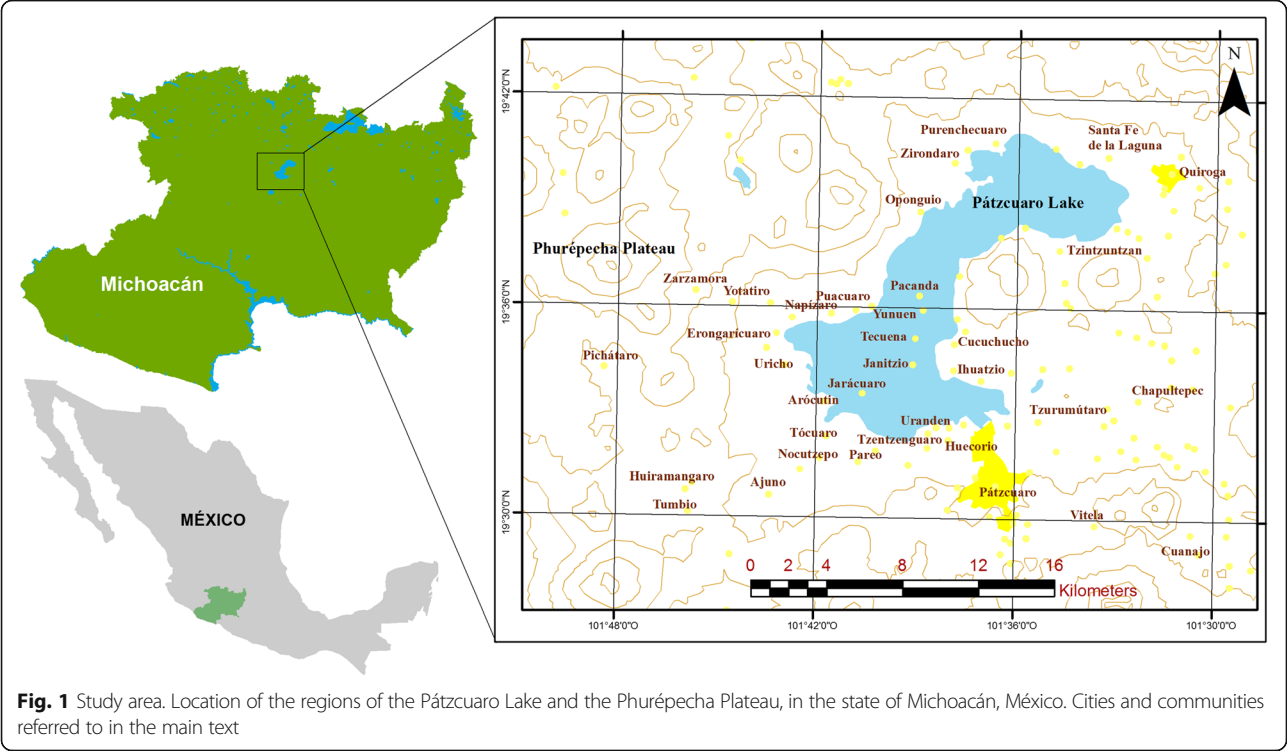 Michoacán
MÉXICO
N
19°42'0"N
19°36'0"N
19°30'0"N
Purenchecuaro
Santa Fe
de la Laguna
Zirondaro
Quiroga
Oponguio
Pátzcuaro Lake
Phurépecha Plateau
Tzintzuntzan
Zarzamora
Yotatiro
Puacuaro
Pacanda
Napízaro
Yunuen
Erongarícuaro
Tecuena
Cucuchucho
Pichátaro
Uricho
Janitzio
Ihuatzio
Jarácuaro
Chapultepec
Arócutin
Tzurumútaro
Uranden
Tócuaro
Tzentzenguaro
Huecorio
Nocutzepo
Pareo
Huiramangaro
Ajuno
Pátzcuaro
Tumbio
Vitela
Cuanajo
0 2 4 8 12 16
Kilometers
101°48'0"O
101°42'0"O
101°36'0"O
101°30'0"O
Fig. 1 Study area. Location of the regions of the Pátzcuaro Lake and the Phurépecha Plateau, in the state of Michoacán, México. Cities and communities
referred to in the main text